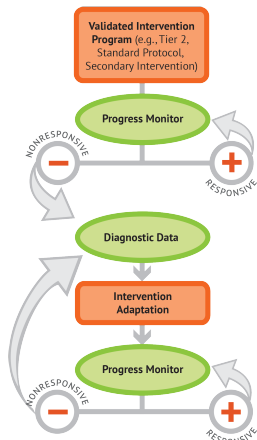 Validated Intervention
Program (e.g., Tier 2,
Standard Protocol,
Secondary Intervention)
Progress Monitor
NONRESPONSIVE
RESPONSIVE
Diagnostic Data
Intervention
Adaptation
Progress Monitor
NONRESPONSIVE
RESPONSIVE